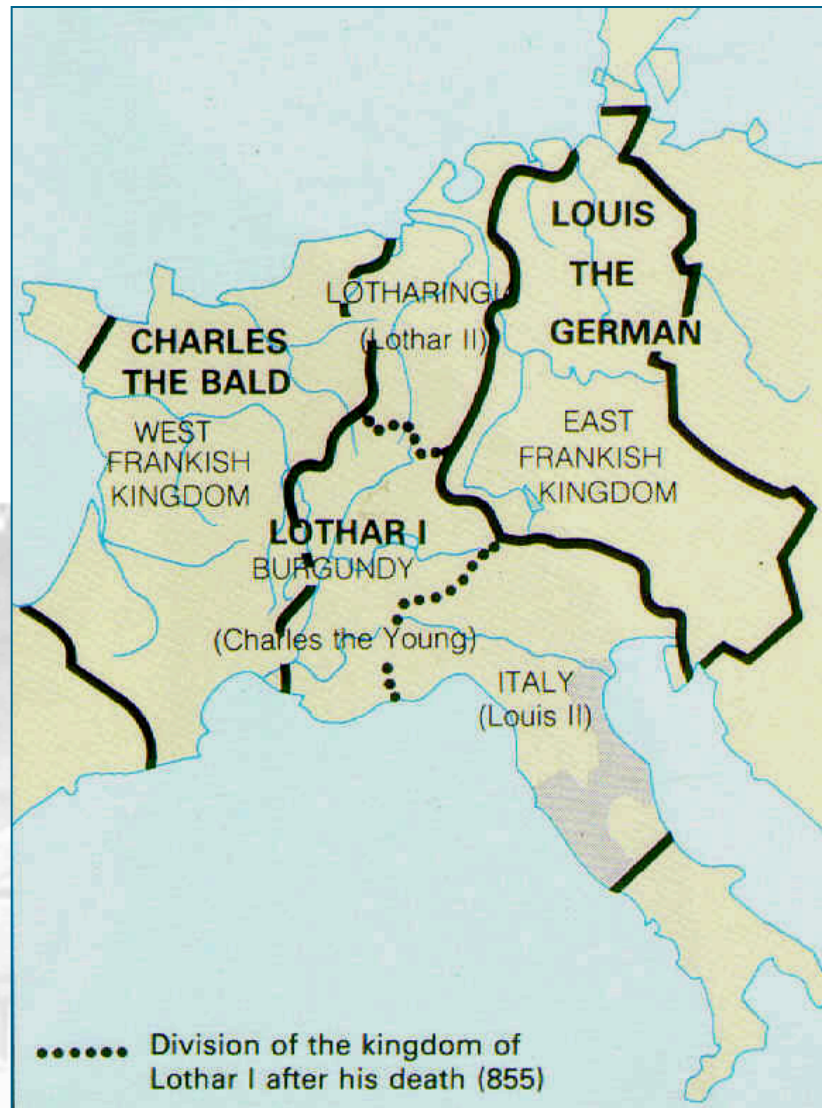 LOUIS
THE
GERMAN
LOTHARINGI
(Lothar II)
CHARLES
THE BALD
WEST
FRANKISH
KINGDOM
EAST
FRANKISH
KINGDOM
LOTHAR I
BURGUNDY
(Charles the Young)
ITALY
(Louis II)
Division of the kingdom of
Lothar I after his death (855)